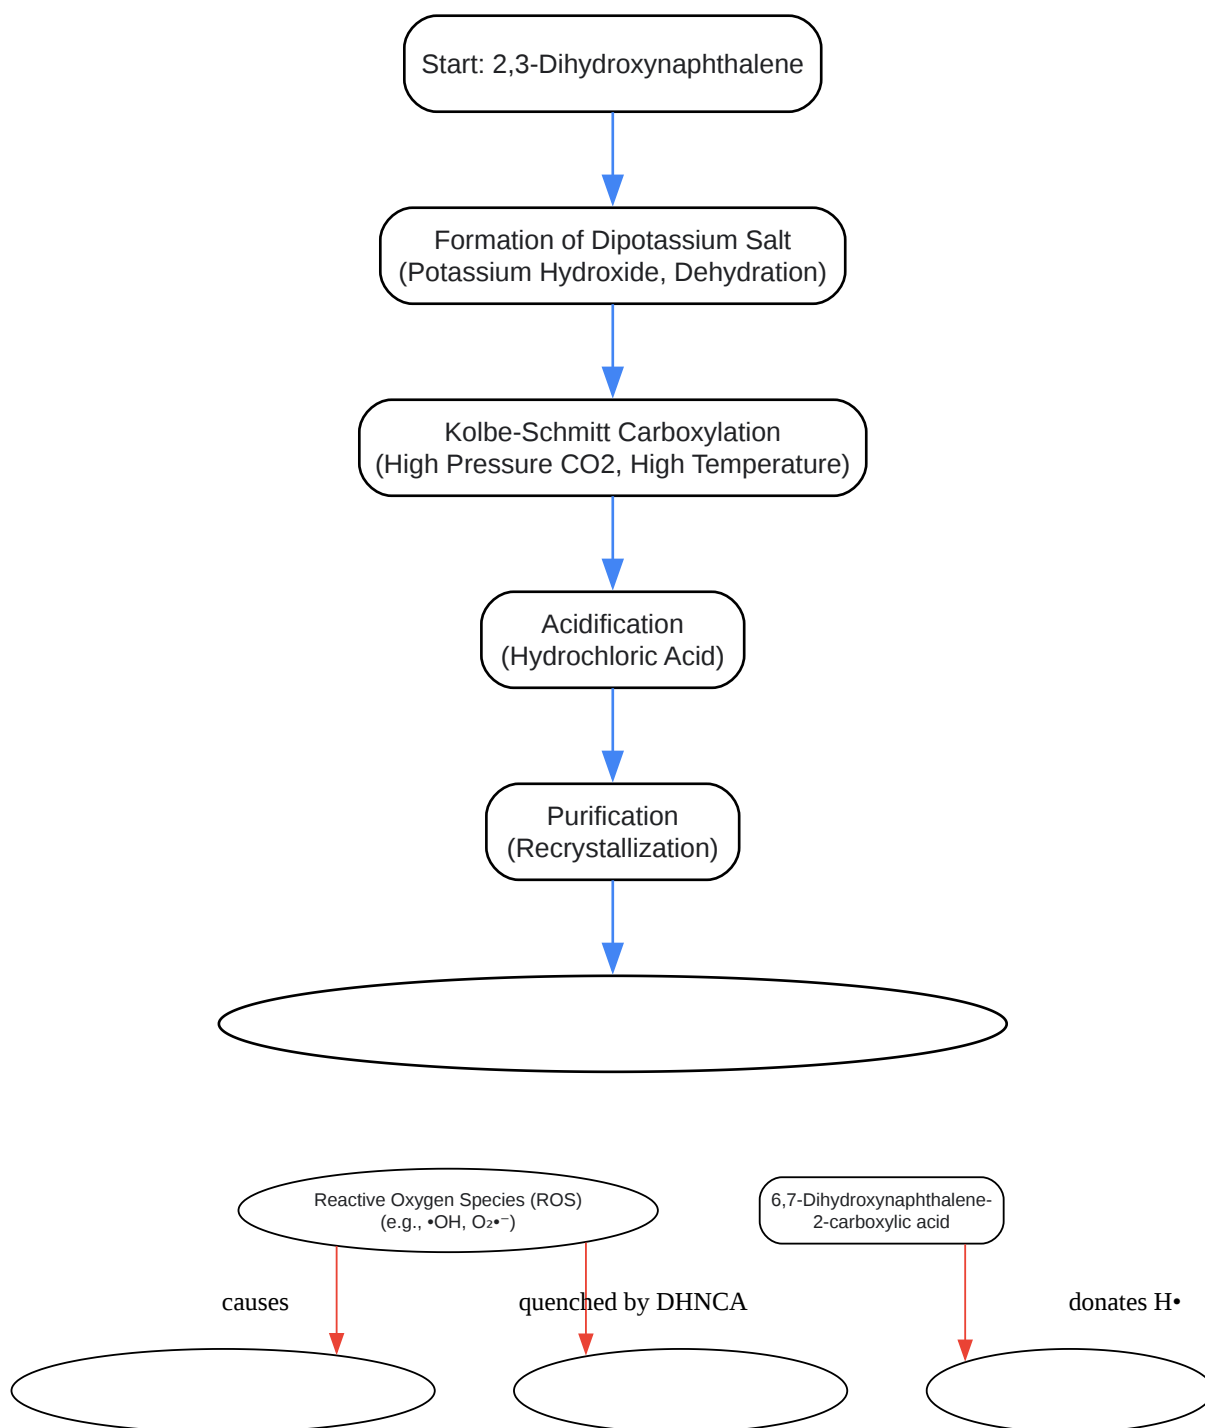 Start: 2,3-Dihydroxynaphthalene
Formation of Dipotassium Salt
(Potassium Hydroxide, Dehydration)
Kolbe-Schmitt Carboxylation
(High Pressure CO2, High Temperature)
Acidification
(Hydrochloric Acid)
Purification
(Recrystallization)
Reactive Oxygen Species (ROS)
(e.g., •OH, O₂•⁻)
6,7-Dihydroxynaphthalene-
2-carboxylic acid
causes
quenched by DHNCA
donates H•